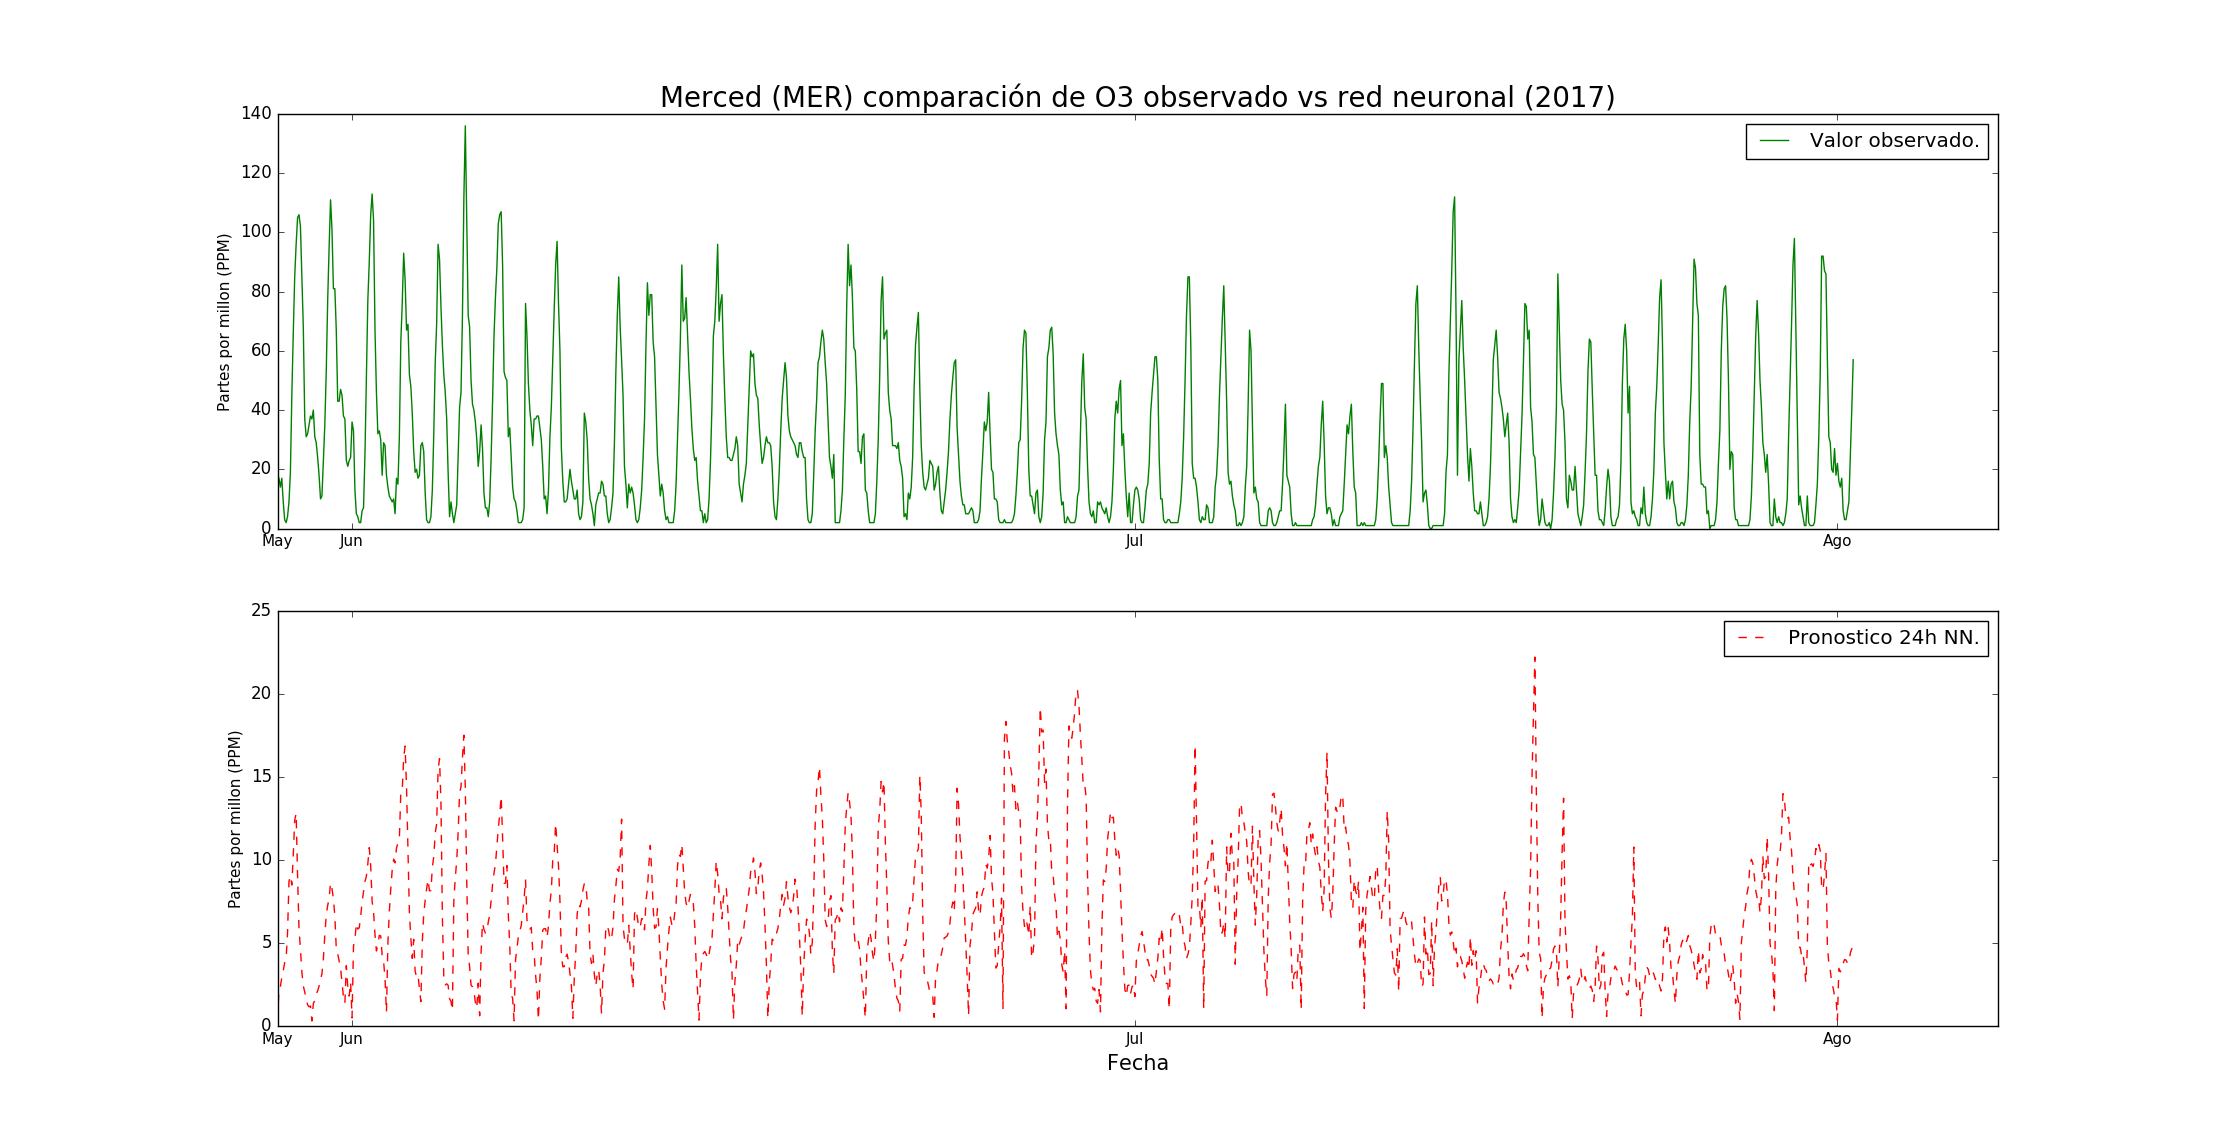 Merced (MER) comparación de O3 observado vs red neuronal (2017)
140
120
100
80
60
40
20
0
Partes por millon (PPM)
Valor observado.
May
Jun
Jul
Ago
25
20
15
10
5
0
Partes por millon (PPM)
Pronostico 24h NN.
May
Jun
Jul
Ago
Fecha